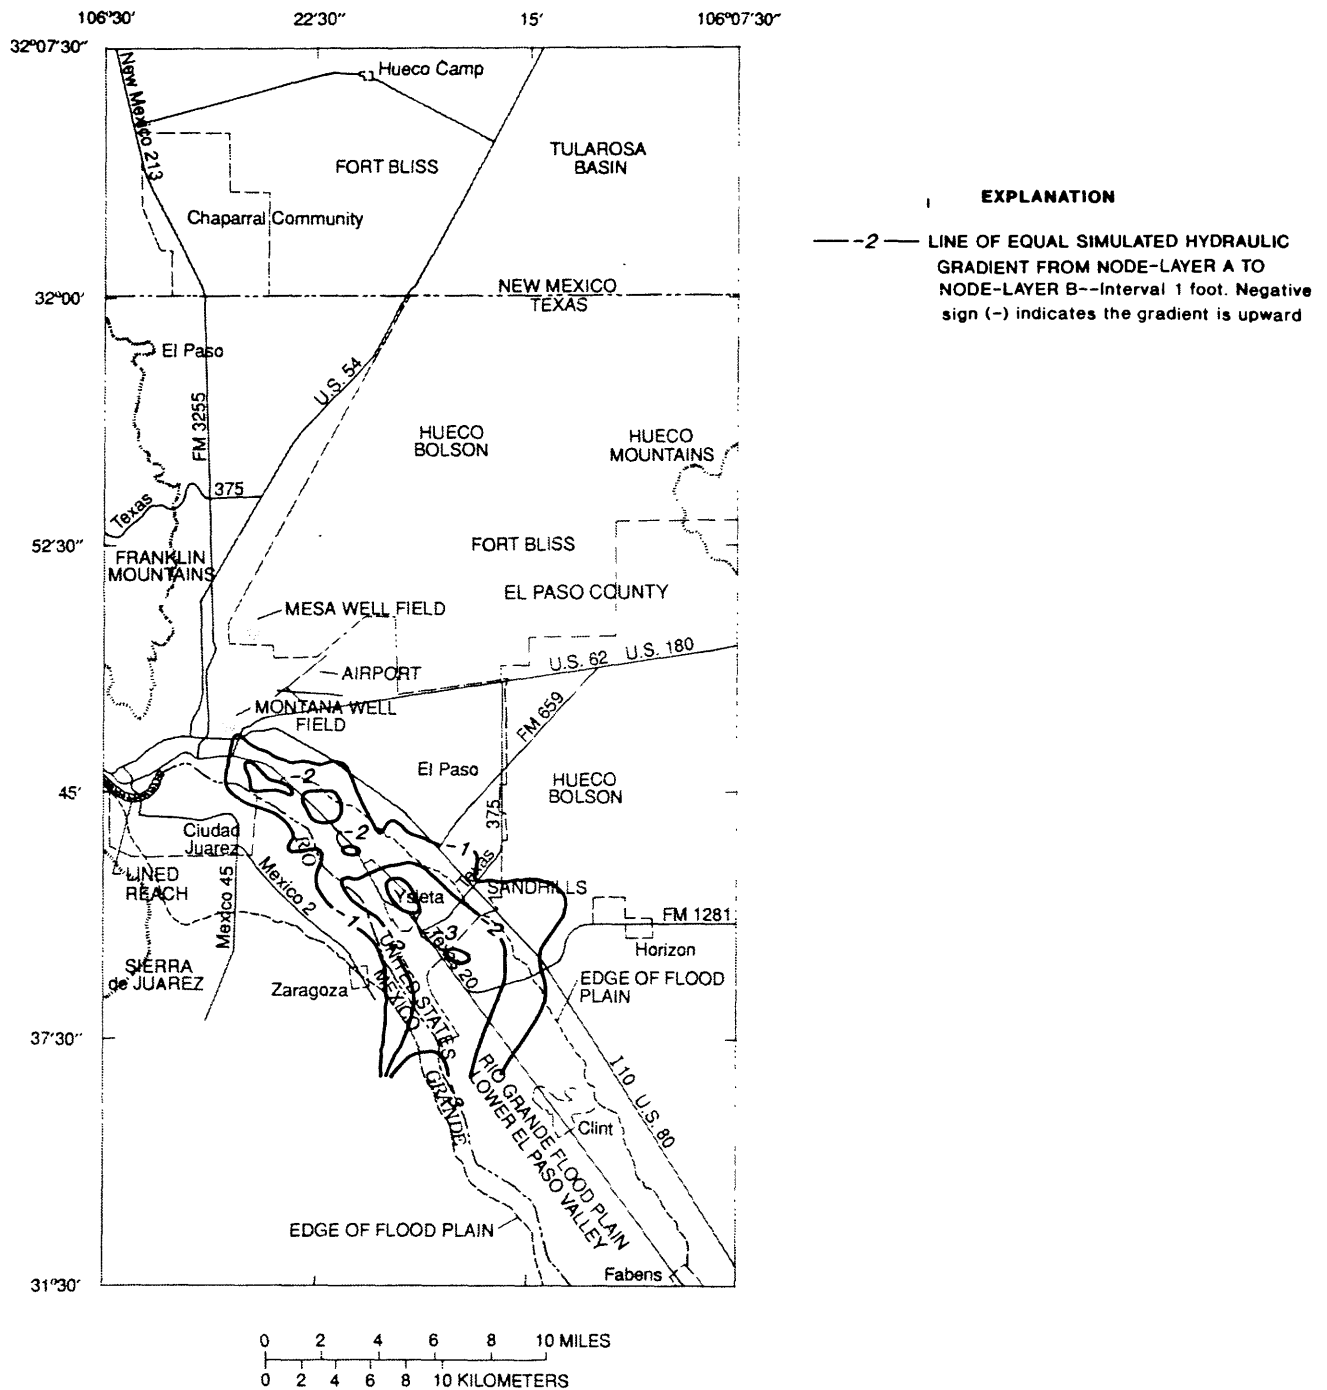 106°30' 22'30" 15' 106°07'30"
32°07'30"
New Mexico 213
Hueco Camp
FORT BLISS
TULAROSA
BASIN
Chaparral Community
EXPLANATION
-2 LINE OF EQUAL SIMULATED HYDRAULIC
GRADIENT FROM NODE-LAYER A TO
NODE-LAYER B--Interval 1 foot. Negative
sign (-) indicates the gradient is upward
32°00'
NEW MEXICO
TEXAS
El Paso
U.S. 54
FM 3255
HUECO
BOLSON
HUECO
MOUNTAINS
Texas 375
52'30"
FRANKLIN
MOUNTAINS
FORT BLISS
EL PASO COUNTY
MESA WELL FIELD
U.S. 62 U.S. 180
AIRPORT
MONTANA WELL
FIELD
FM 659
El Paso
HUECO
BOLSON
45'
-2
375
Texas
Ciudad
Juarez
RIO
-2
-1
LINED
REACH
Mexico 45
Mexico 2
Ysleta
SANDHILLS
-1
-2
FM 1281
Horizon
-3
Texas 20
SIERRA
de JUAREZ
Zaragoza
UNITED STATES
MEXICO
EDGE OF FLOOD
PLAIN
37'30"
GRANDE
RIO GRANDE FLOOD PLAIN
LOWER EL PASO VALLEY
I 10 U.S. 80
Clint
EDGE OF FLOOD PLAIN
Fabens
31°30'
0 2 4 6 8 10 MILES
0 2 4 6 8 10 KILOMETERS